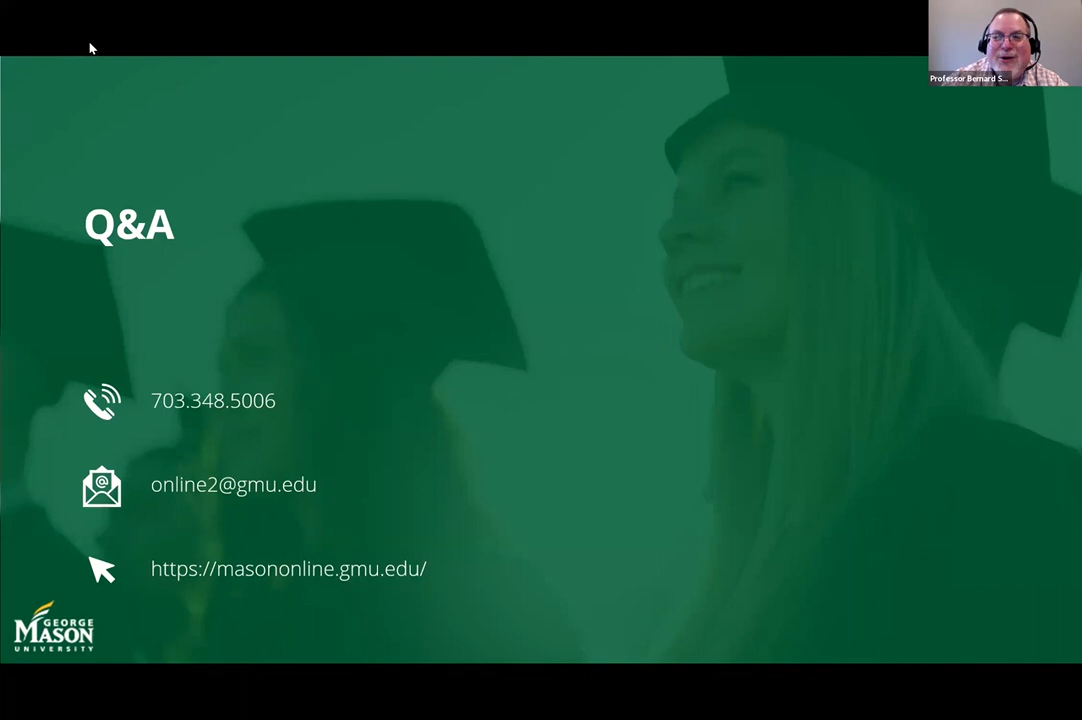 Professor Bernard S...
Q&A
703.348.5006
online2@gmu.edu
https://masononline.gmu.edu/
GEORGE
MASON
UNIVERSITY